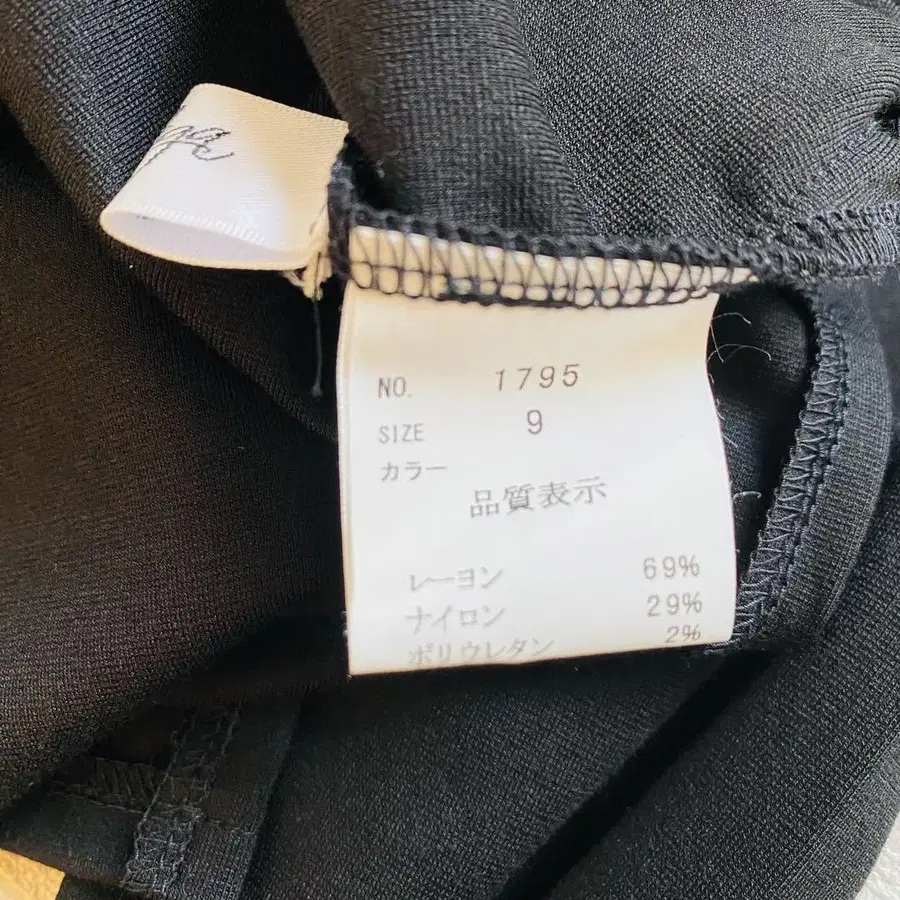 NO. 1795
SIZE 9
カラー
品質表示
レーヨン 69%
ナイロン 29%
ポリウレタン 2%